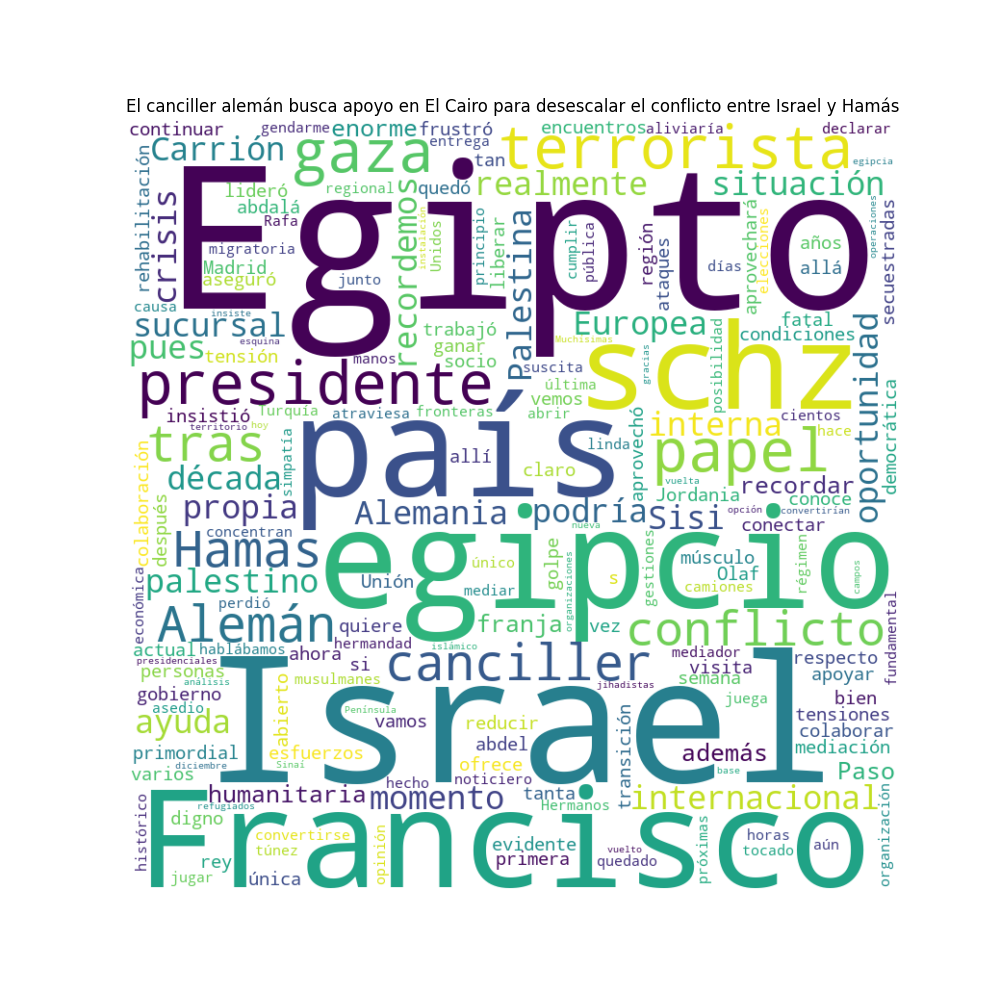 El canciller alemán busca apoyo en El Cairo para desescalar el conflicto entre Israel y Hamás
continuar
gendarme
enorme
frustró
encuentros
aliviaría
declarar
Carrión
gaza
entrega
tan
terrorista
egipcia
rehabilitación
crisis
lideró
abdalá
regional
quedó
realmente
situación
Rafa
Egipto
recordemos
instalación
Unidos
principio
liberar
Palestina
cumplir
pública
región
ataques
días
aprovechará
elecciones
años
allá
operaciones
secuestradas
migratoria
Madrid
aseguró
junto
causa
insiste
sucursal
esquina
pues
tensión
manos
trabajó
ganar
socio
Europea
Muchísimas
suscita
gracias
posibilidad
fatal
condiciones
oportunidad
democrática
presidente
schz
última
vemos
abrir
insistió
territorio
Turquía
hoy
atraviesa
fronteras
tras
simpatía
país
allí
claro
linda
aprovechó
interna
papel
cientos
hace
colaboración
después
década
propia
vuelta
Jordania
recordar
conoce
opción
convertirían
Alemania
podría
Sisi
conectar
concentran
Hamas
egipcio
nueva
único
organizaciones
golpe
gestiones
músculo
Olaf
camiones
régimen
campos
económica
palestino
Unión
mediar
s
perdió
Alemán
quiere
franja
vez
conflicto
fundamental
actual
hablábamos
hermandad
islámico
presidenciales
ahora
si
canciller
mediador
visita
respecto
apoyar
personas
análisis
musulmanes
jihadistas
semana
gobierno
asedio
Israel
Península
juega
bien
ayuda
abierto
vamos
reducir
transición
tensiones
colaborar
primordial
esfuerzos
abdel
además
mediación
diciembre
Sinai
ofrece
varios
hecho
noticiero
base
Paso
humanitaria
momento
tanta
Hermanos
internacional
histórico
refugiados
Francisco
digno
convertirse
túnez
opinión
evidente
primera
vuelto
quedado
próximas
horas
tocado
aún
organización
rey
jugar
única